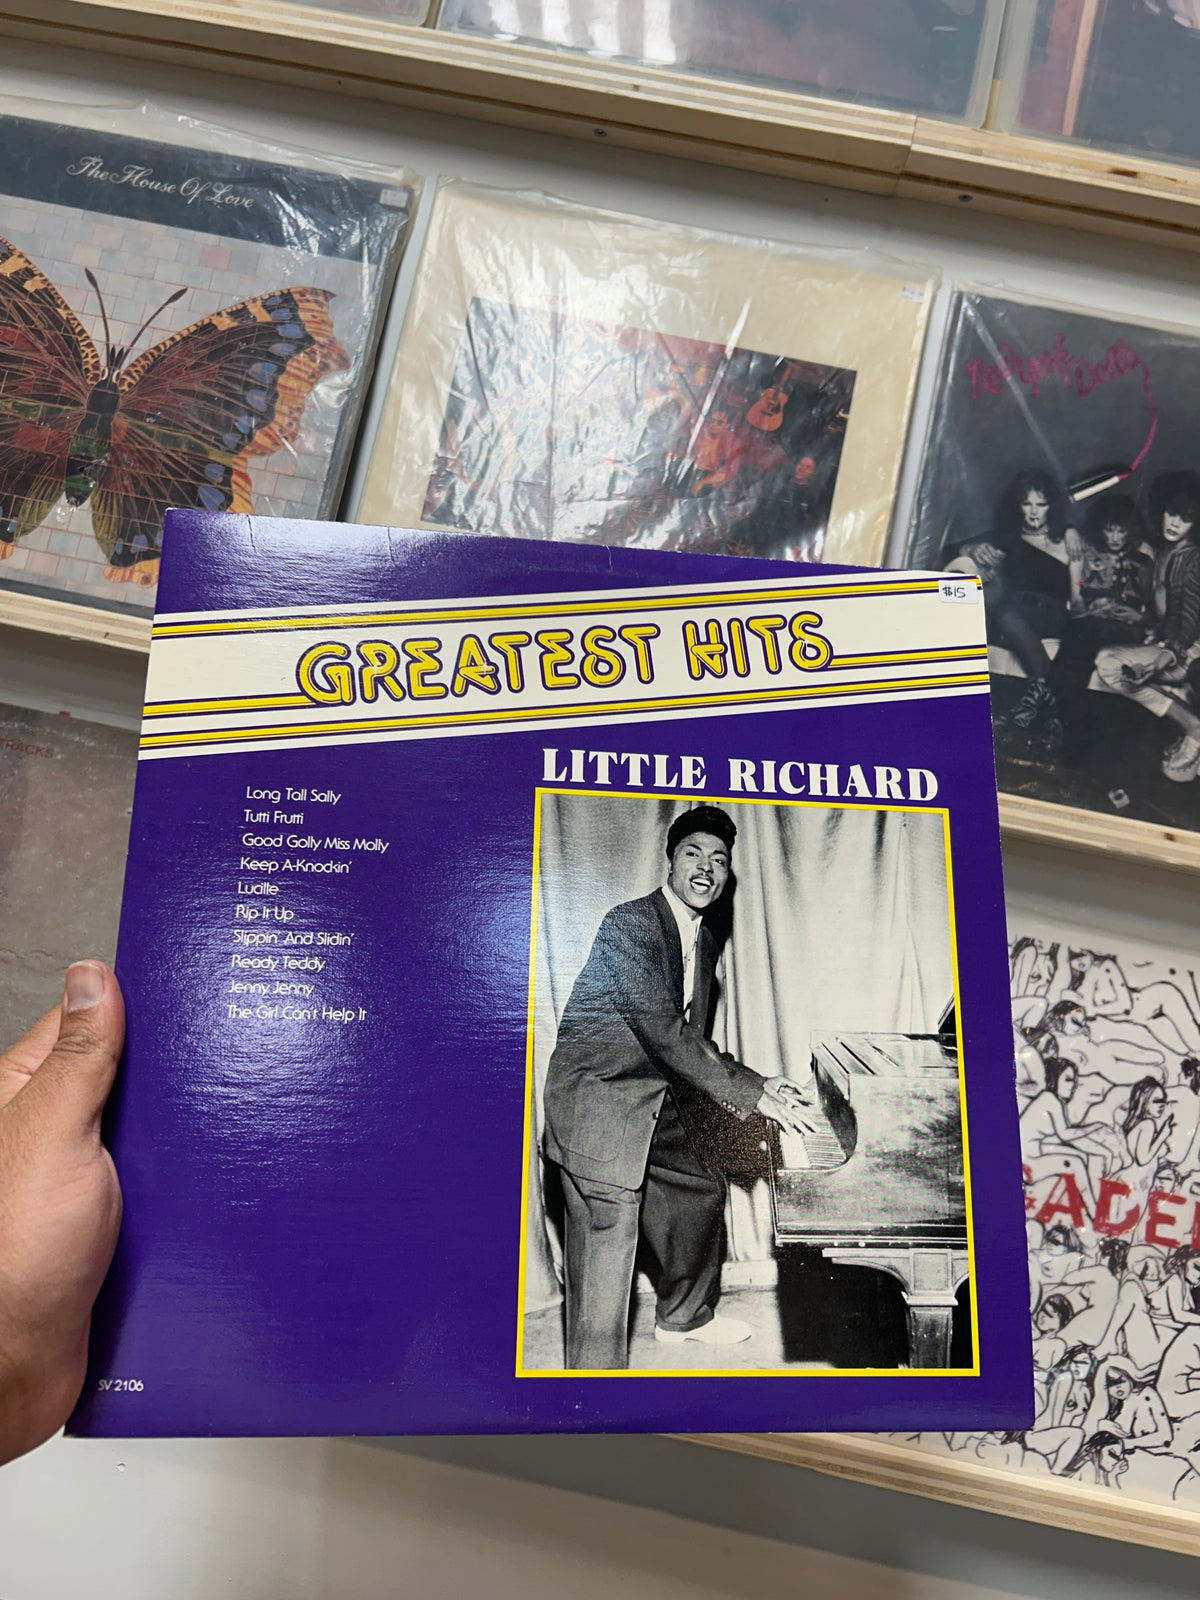 The House Of Love
New York Dolls
$15
GREATEST HITS
LITTLE RICHARD
Long Tall Sally
Tutti Frutti
Good Golly Miss Molly
Keep A-Knockin'
Lucille
Rip It Up
Slippin' And Slidin'
Ready Teddy
Jenny Jenny
The Girl Can't Help It
SV 2106
TRACKS